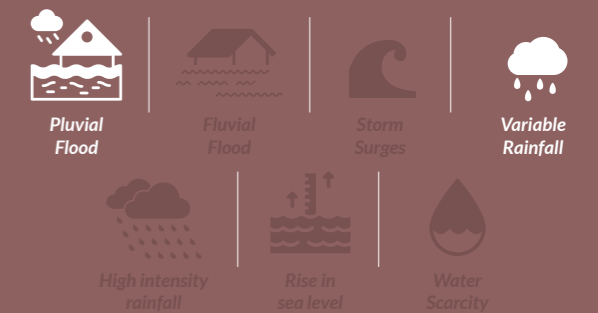 Pluvial
Flood
Fluvial
Flood
Storm
Surges
Variable
Rainfall
High intensity
rainfall
Rise in
sea level
Water
Scarcity